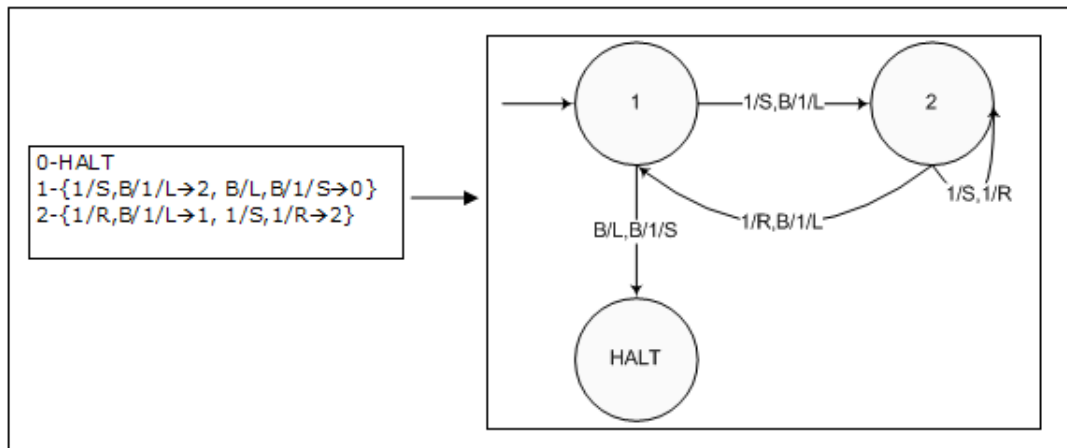 0-HALT
1-{1/S,B/1/L→2, B/L,B/1/S→0}
2-{1/R,B/1/L→1, 1/S,1/R→2}
1
1/S,B/1/L
2
1/S,1/R
1/R,B/1/L
B/L,B/1/S
HALT